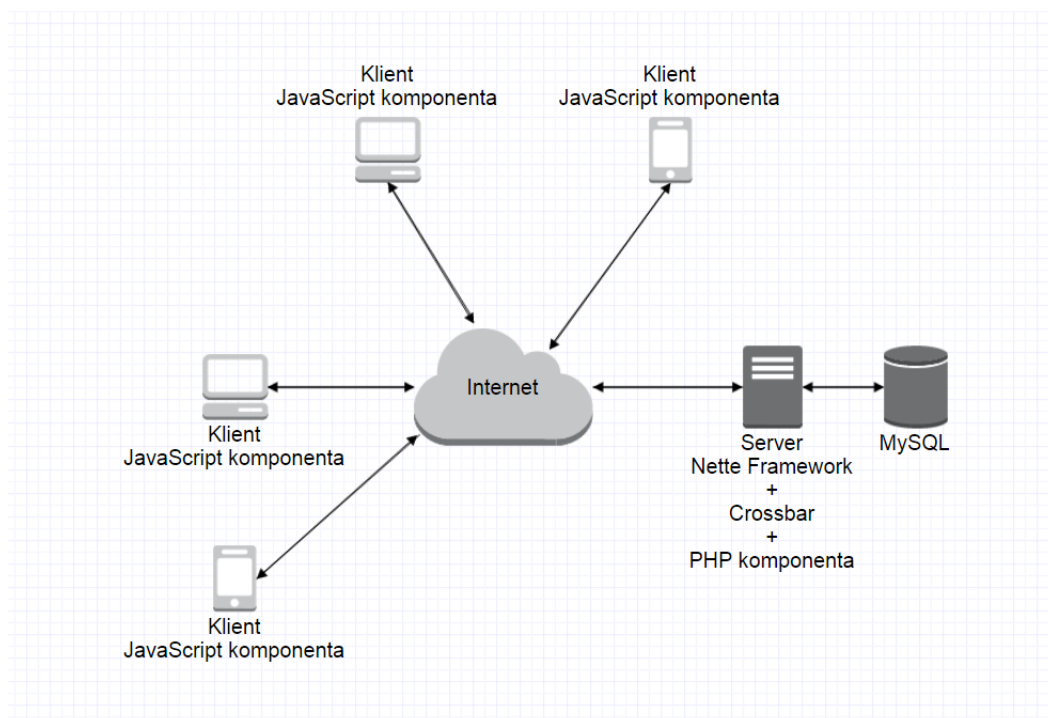 Klient
JavaScript komponenta
Klient
JavaScript komponenta
Internet
Klient
JavaScript komponenta
Server
Nette Framework
+
Crossbar
+
PHP komponenta
MySQL
Klient
JavaScript komponenta